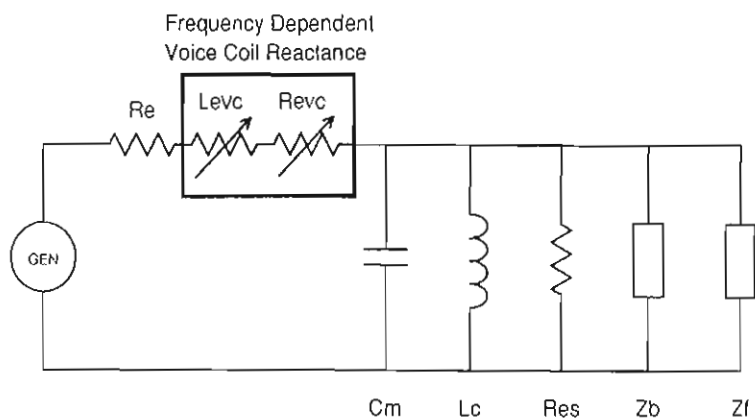 Frequency Dependent
Voice Coil Reactance
Re
Levc
Revc
GEN
Cm
Lc
Res
Zb
Zf